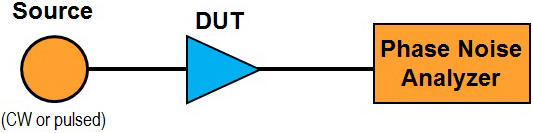 Source
DUT
Phase Noise
Analyzer
(CW or pulsed)